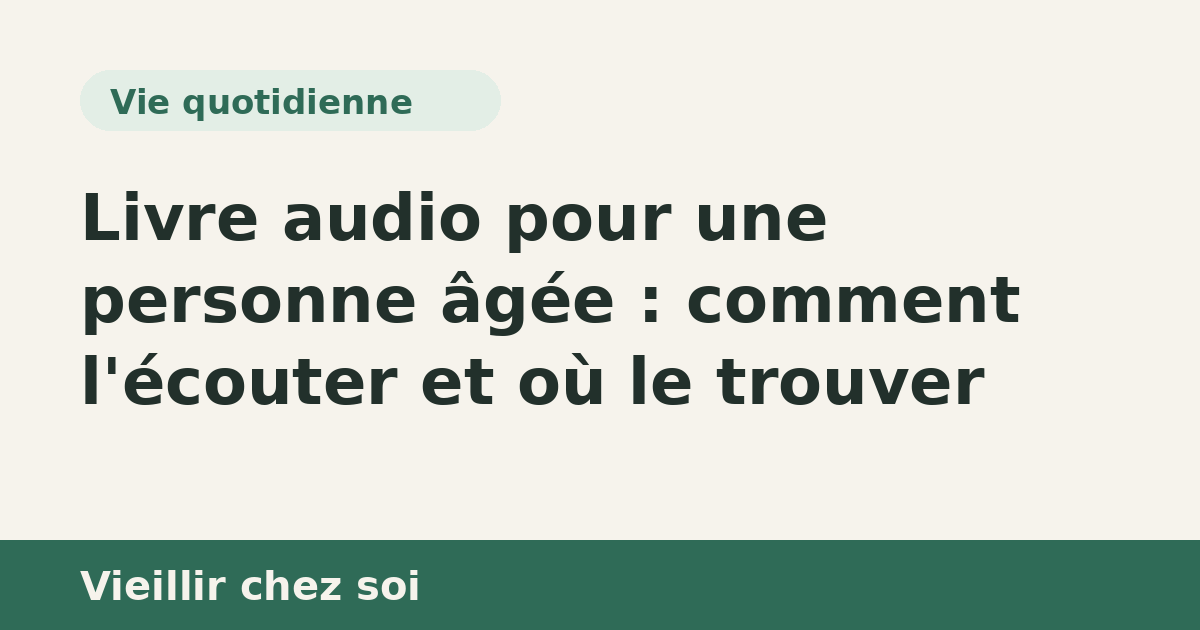 Vie quotidienne
Livre audio pour une
personne âgée : comment
l'écouter et où le trouver
Vieillir chez soi